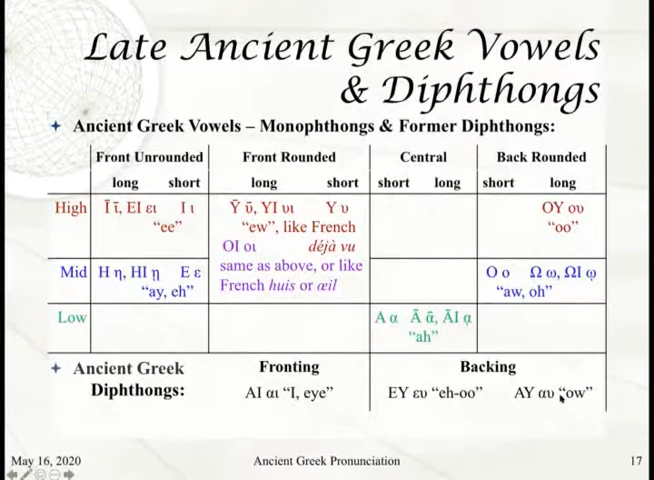 Late Ancient Greek Vowels
& Diphthongs
Ancient Greek Vowels – Monophthongs & Former Diphthongs:
Front Unrounded Front Rounded Central Back Rounded
long short long short short long short long
High Ῑ ῑ, ΕΙ ει Ι ι Ῡ ῡ, ΥΙ υι Υ υ ΟΥ ου
“ee” “ew”, like French “oo”
ΟΙ οι déjà vu
Mid Η η, ΗΙ ῃ Ε ε same as above, or like Ο ο Ω ω, ΩΙ ῳ
“ay, eh” French huis or œil “aw, oh”
Low Α α Ᾱ ᾱ, ᾹΙ ᾳ
“ah”
Ancient Greek Fronting Backing
Diphthongs: ΑΙ αι “I, eye” ΕΥ ευ “eh-oo” ΑΥ αυ “ow”
May 16, 2020 Ancient Greek Pronunciation 17